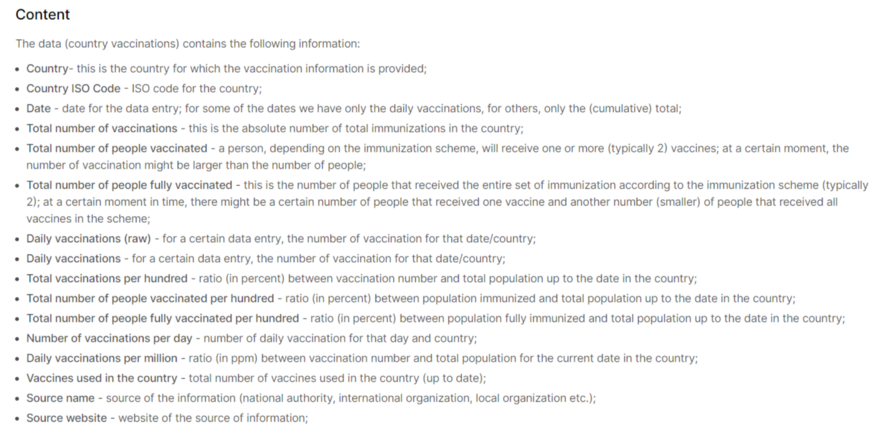 Content
The data (country vaccinations) contains the following information:
• Country- this is the country for which the vaccination information is provided;
• Country ISO Code - ISO code for the country;
• Date - date for the data entry; for some of the dates we have only the daily vaccinations, for others, only the (cumulative) total;
• Total number of vaccinations - this is the absolute number of total immunizations in the country;
• Total number of people vaccinated - a person, depending on the immunization scheme, will receive one or more (typically 2) vaccines; at a certain moment, the
number of vaccination might be larger than the number of people;
• Total number of people fully vaccinated - this is the number of people that received the entire set of immunization according to the immunization scheme (typically
2); at a certain moment in time, there might be a certain number of people that received one vaccine and another number (smaller) of people that received all
vaccines in the scheme;
• Daily vaccinations (raw) - for a certain data entry, the number of vaccination for that date/country;
• Daily vaccinations - for a certain data entry, the number of vaccination for that date/country;
• Total vaccinations per hundred - ratio (in percent) between vaccination number and total population up to the date in the country;
• Total number of people vaccinated per hundred - ratio (in percent) between population immunized and total population up to the date in the country;
• Total number of people fully vaccinated per hundred - ratio (in percent) between population fully immunized and total population up to the date in the country;
• Number of vaccinations per day - number of daily vaccination for that day and country;
• Daily vaccinations per million - ratio (in ppm) between vaccination number and total population for the current date in the country;
• Vaccines used in the country - total number of vaccines used in the country (up to date);
• Source name - source of the information (national authority, international organization, local organization etc.);
• Source website - website of the source of information;